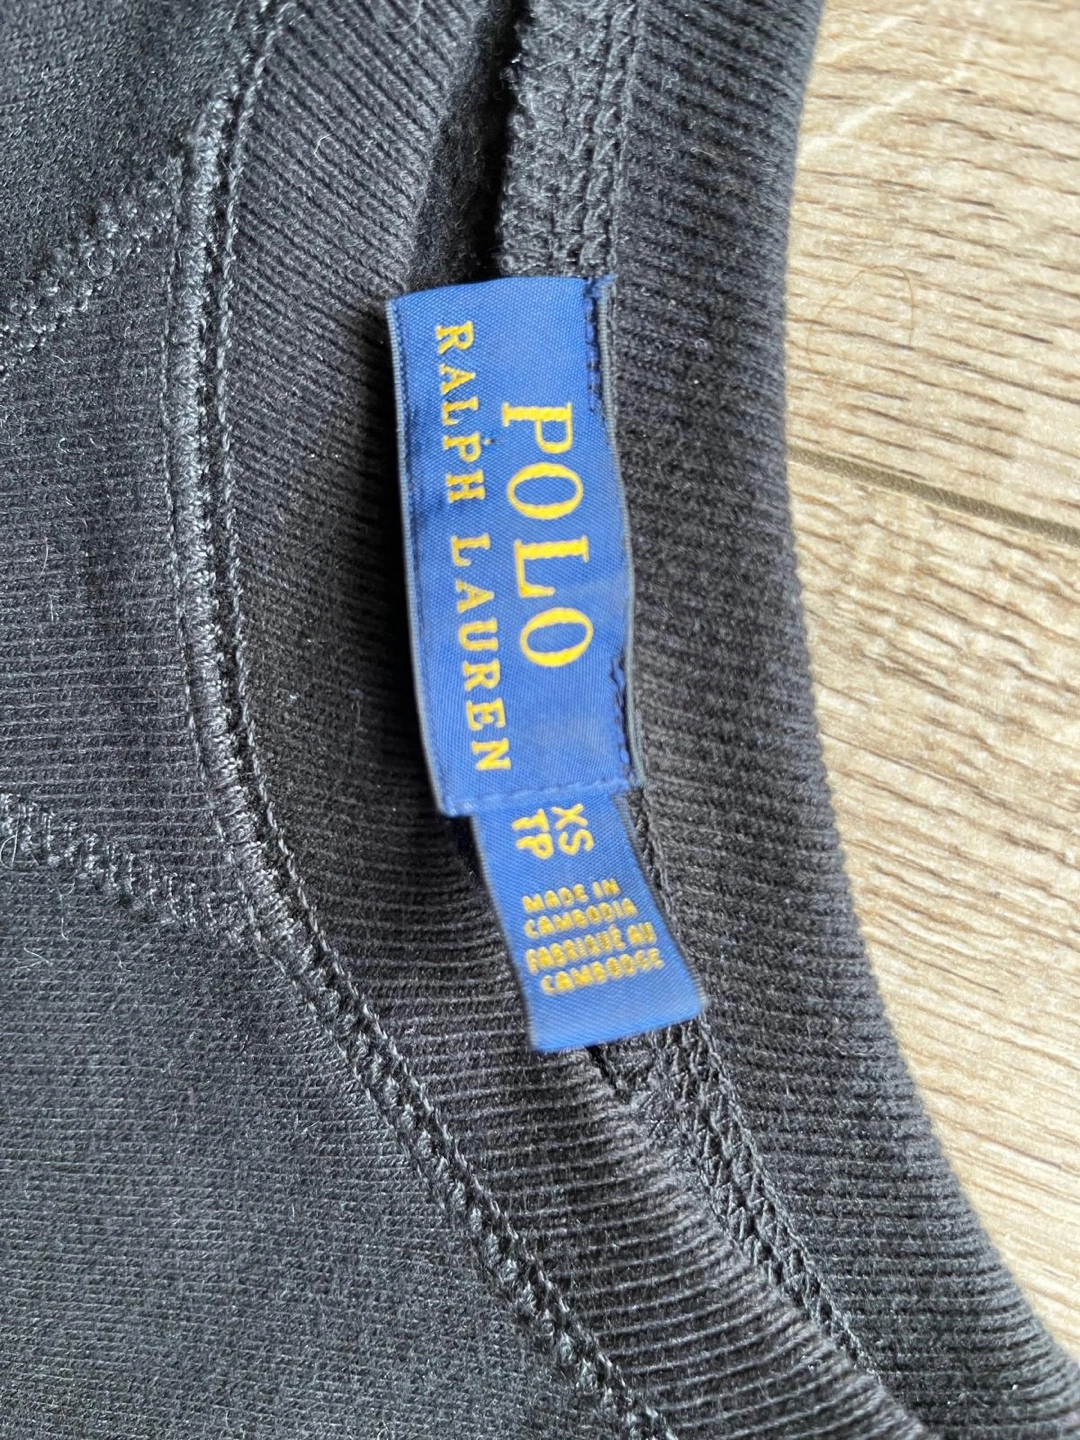 POLO
RALPH LAUREN
XS
TP
MADE IN
CAMBODIA
FABRIQUÉ AU
CAMBODGE